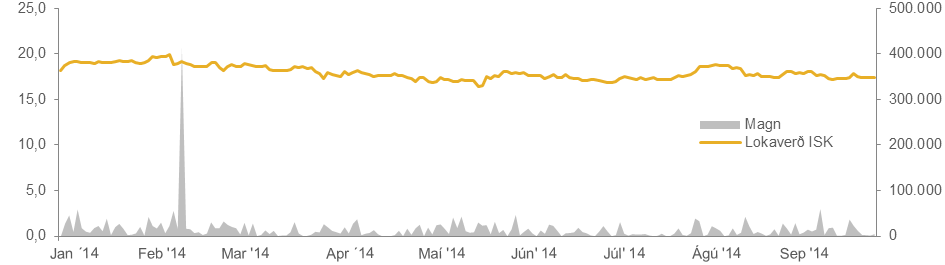 25,0 500.000
20,0 400.000
15,0 300.000
Magn
Lokaverð ISK
10,0 200.000
5,0 100.000
0,0 0
Jan ´14 Feb ´14 Mar ´14 Apr ´14 Maí ´14 Jún ´14 Júl ´14 Ágú ´14 Sep ´14